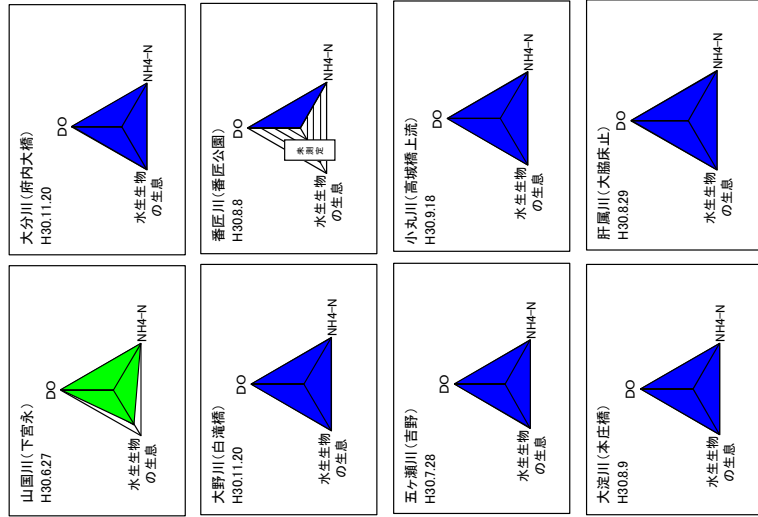 山国川（下宮永）
H30.6.27
DO
NH4-N
水生生物
の生息
大分川（府内大橋）
H30.11.20
DO
NH4-N
水生生物
の生息
大野川（白滝橋）
H30.11.20
DO
NH4-N
水生生物
の生息
番匠川（番匠公園）
H30.8.8
DO
未測定
NH4-N
水生生物
の生息
五ヶ瀬川（吉野）
H30.7.28
DO
NH4-N
水生生物
の生息
小丸川（高城橋上流）
H30.9.18
DO
NH4-N
水生生物
の生息
大淀川（本庄橋）
H30.8.9
DO
NH4-N
水生生物
の生息
肝属川（大脇床止）
H30.8.29
DO
NH4-N
水生生物
の生息